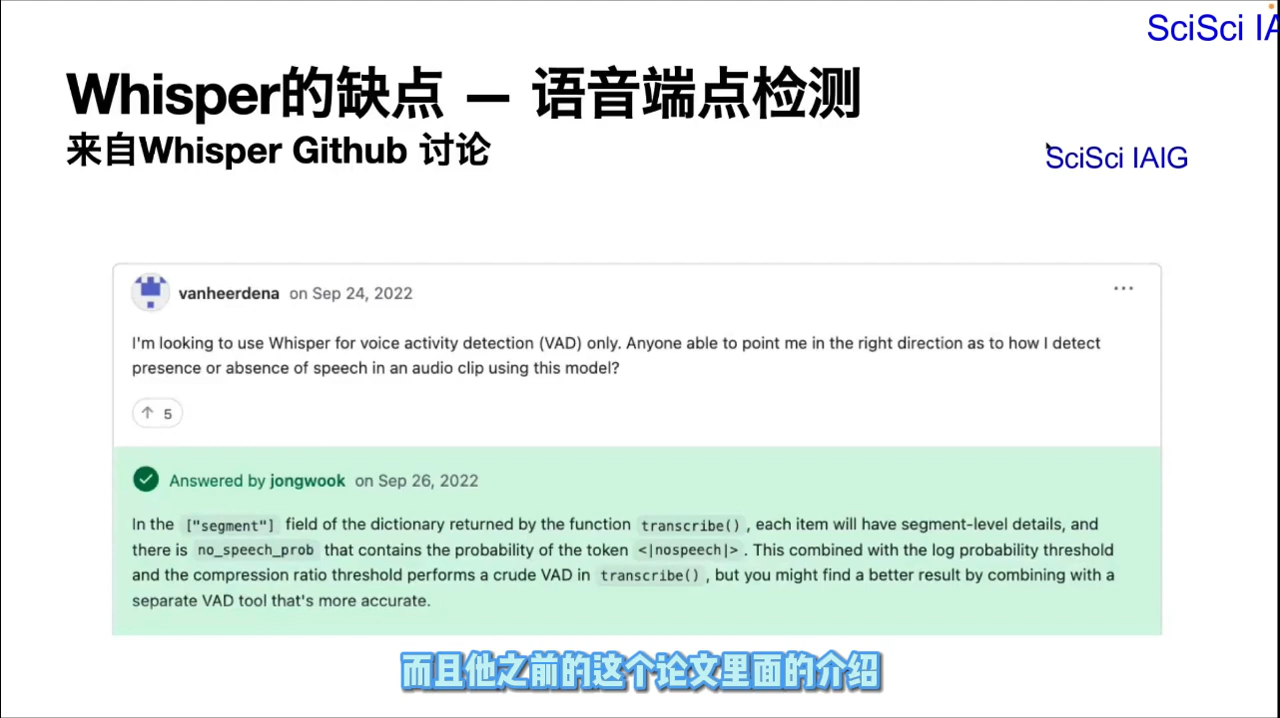 SciSci IA
Whisper的缺点 — 语音端点检测
来自Whisper Github 讨论
SciSci IAIG
vanheerdena on Sep 24, 2022
I'm looking to use Whisper for voice activity detection (VAD) only. Anyone able to point me in the right direction as to how I detect
presence or absence of speech in an audio clip using this model?
↑ 5
Answered by jongwook on Sep 26, 2022
In the ["segment"] field of the dictionary returned by the function transcribe(), each item will have segment-level details, and
there is no_speech_prob that contains the probability of the token <|nospeech|>. This combined with the log probability threshold
and the compression ratio threshold performs a crude VAD in transcribe(), but you might find a better result by combining with a
separate VAD tool that's more accurate.
而且他之前的这个论文里面的介绍